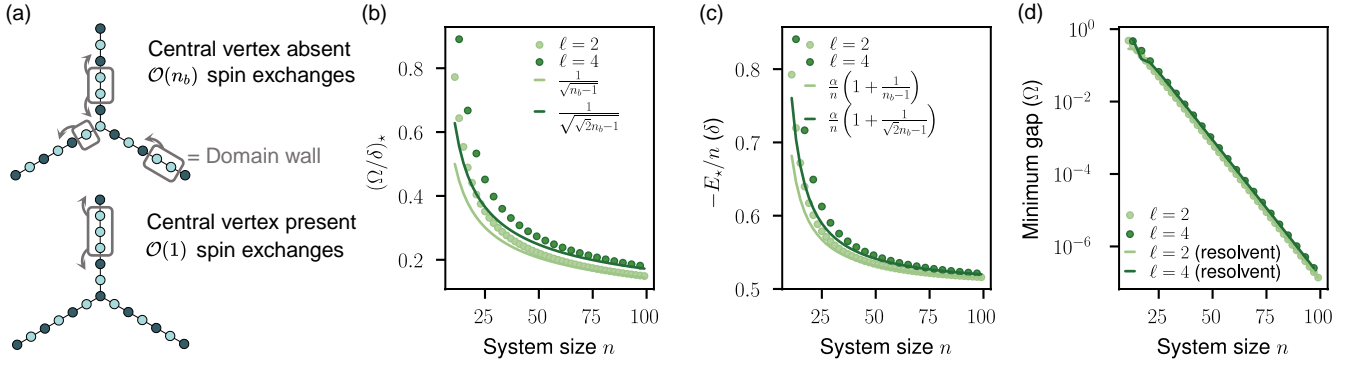 (a)
Central vertex absent
𝒪(n_b) spin exchanges
= Domain wall
Central vertex present
𝒪(1) spin exchanges
(b)
(Ω/δ)⋆
0.8
0.6
0.4
0.2
ℓ = 2
ℓ = 4
1/√(n_b−1)
1/√(√2n_b−1)
25 50 75 100
System size n
(c)
−E⋆/n (δ)
0.8
0.7
0.6
0.5
ℓ = 2
ℓ = 4
α/n (1 + 1/(n_b−1))
α/n (1 + 1/(√2n_b−1))
25 50 75 100
System size n
(d)
Minimum gap (Ω)
10⁰
10⁻²
10⁻⁴
10⁻⁶
ℓ = 2
ℓ = 4
ℓ = 2 (resolvent)
ℓ = 4 (resolvent)
25 50 75 100
System size n